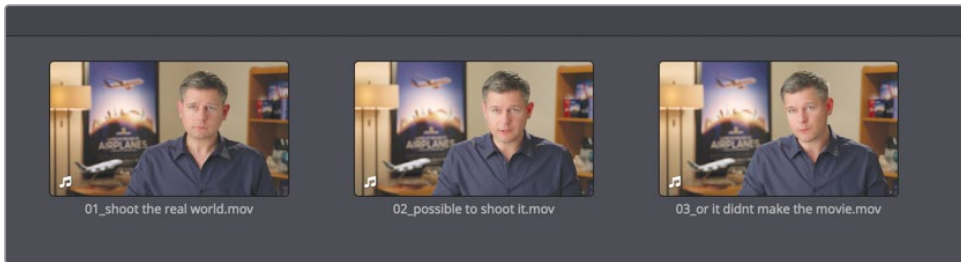 AIRPLANES
AIRPLANES
AIRPLANES
01_shoot the real world.mov
02_possible to shoot it.mov
03_or it didnt make the movie.mov